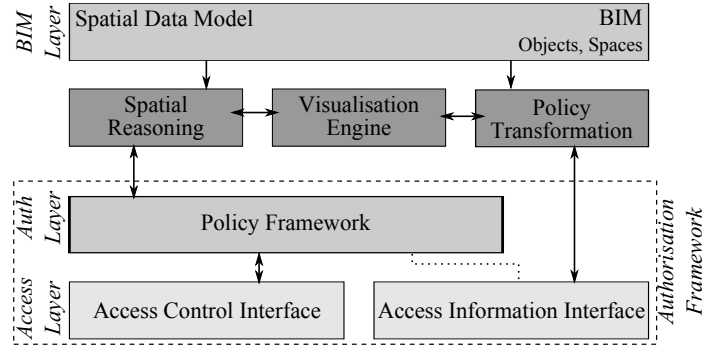 BIM
Layer
Spatial Data Model
BIM
Objects, Spaces
Spatial
Reasoning
Visualisation
Engine
Policy
Transformation
Auth
Layer
Policy Framework
Access
Layer
Access Control Interface
Access Information Interface
Authorisation
Framework